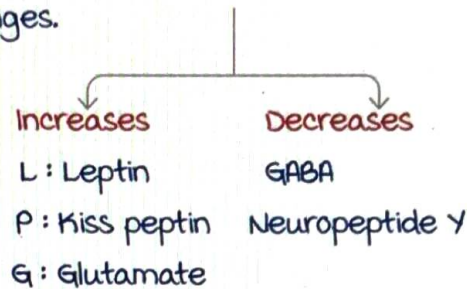 ges.
Increases Decreases
L : Leptin GABA
P : Kiss peptin Neuropeptide Y
G : Glutamate